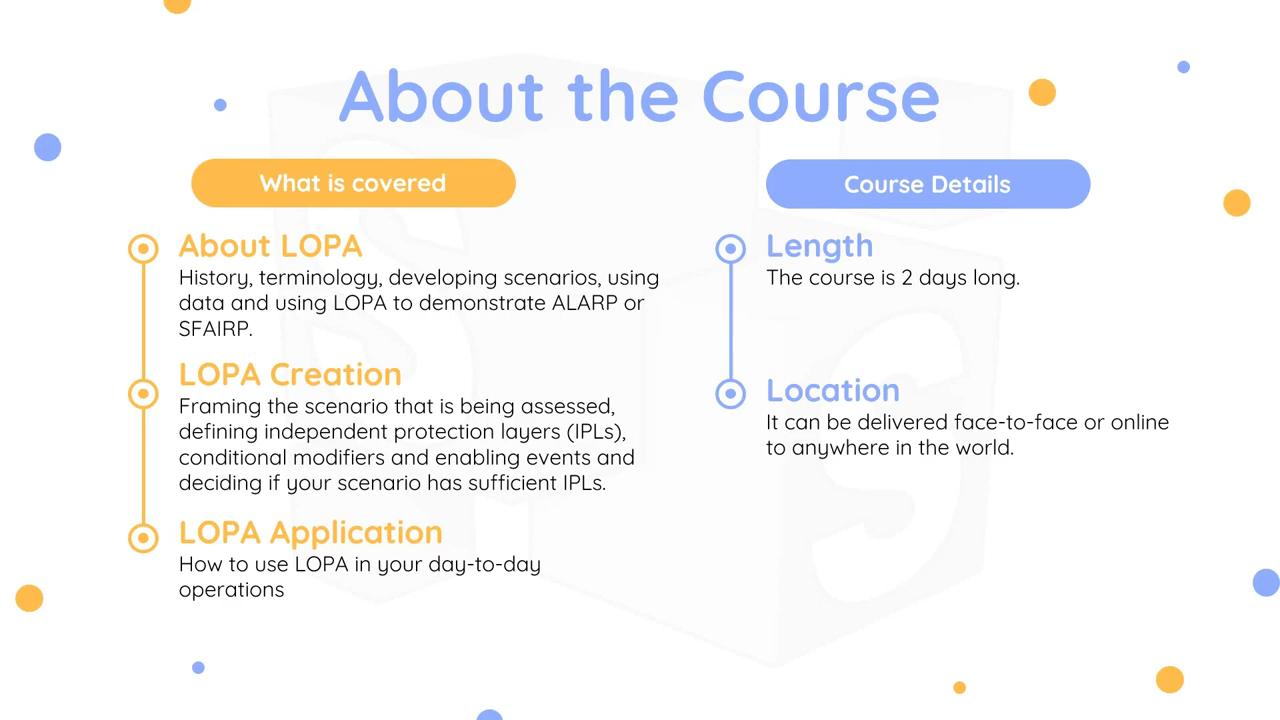 About the Course
What is covered
About LOPA
History, terminology, developing scenarios, using
data and using LOPA to demonstrate ALARP or
SFAIRP.
LOPA Creation
Framing the scenario that is being assessed,
defining independent protection layers (IPLs),
conditional modifiers and enabling events and
deciding if your scenario has sufficient IPLs.
LOPA Application
How to use LOPA in your day-to-day
operations
Course Details
Length
The course is 2 days long.
Location
It can be delivered face-to-face or online
to anywhere in the world.